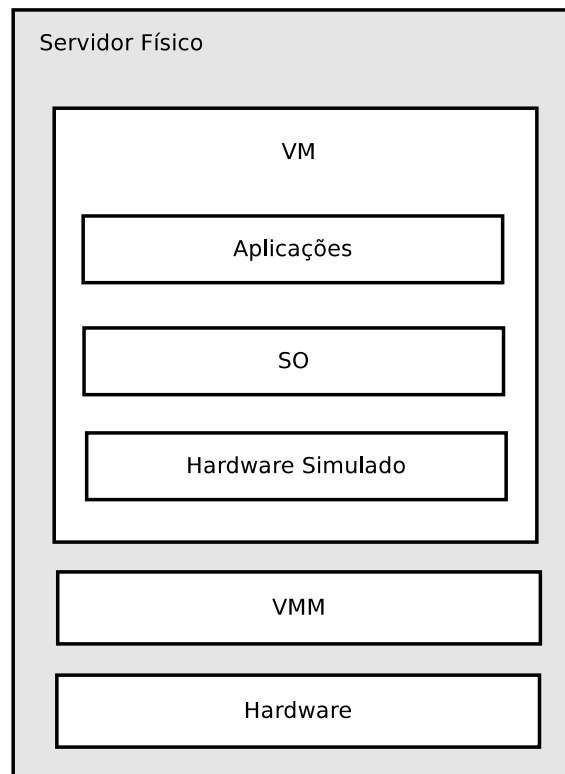 Servidor Físico
VM
Aplicações
SO
Hardware Simulado
VMM
Hardware